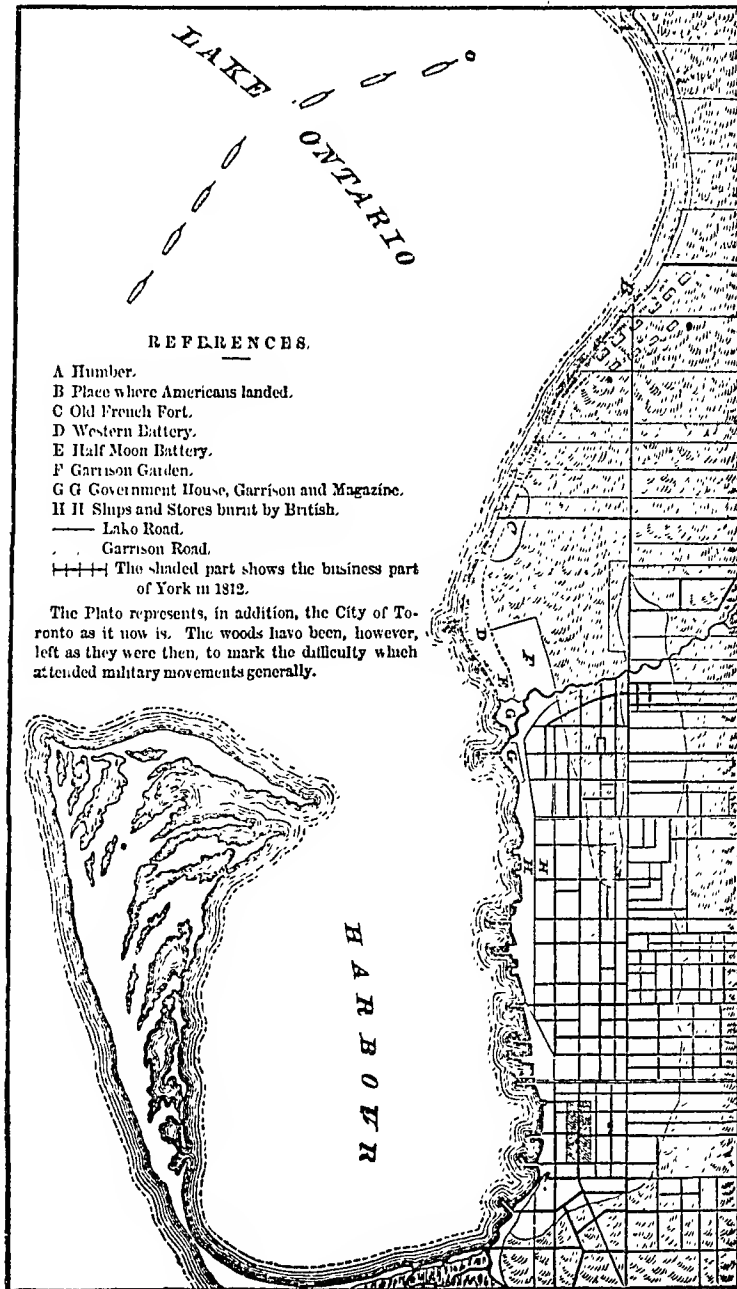 LAKE
ONTARIO
REFERENCES.
A Humber.
B Place where Americans landed.
C Old French Fort.
D Western Battery.
E Half Moon Battery.
F Garrison Garden.
G G Government House, Garrison and Magazine.
H H Ships and Stores burnt by British.
Lake Road.
Garrison Road.
The shaded part shows the business part
of York in 1812.
The Plate represents, in addition, the City of To-
ronto as it now is. The woods have been, however,
left as they were then, to mark the difficulty which
attended military movements generally.
B
C
D
E
F
G
G
H
H
HARBOUR